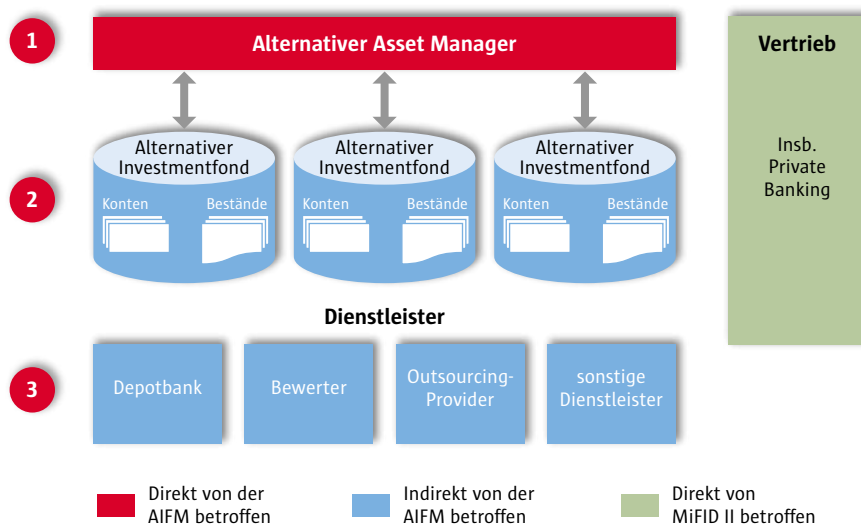 1
Alternativer Asset Manager
Vertrieb
Insb.
Private
Banking
2
Alternativer
Investmentfond
Konten
Bestände
Alternativer
Investmentfond
Konten
Bestände
Alternativer
Investmentfond
Konten
Bestände
Dienstleister
3
Depotbank
Bewerter
Outsourcing-
Provider
sonstige
Dienstleister
Direkt von der
AIFM betroffen
Indirekt von der
AIFM betroffen
Direkt von
MiFID II betroffen